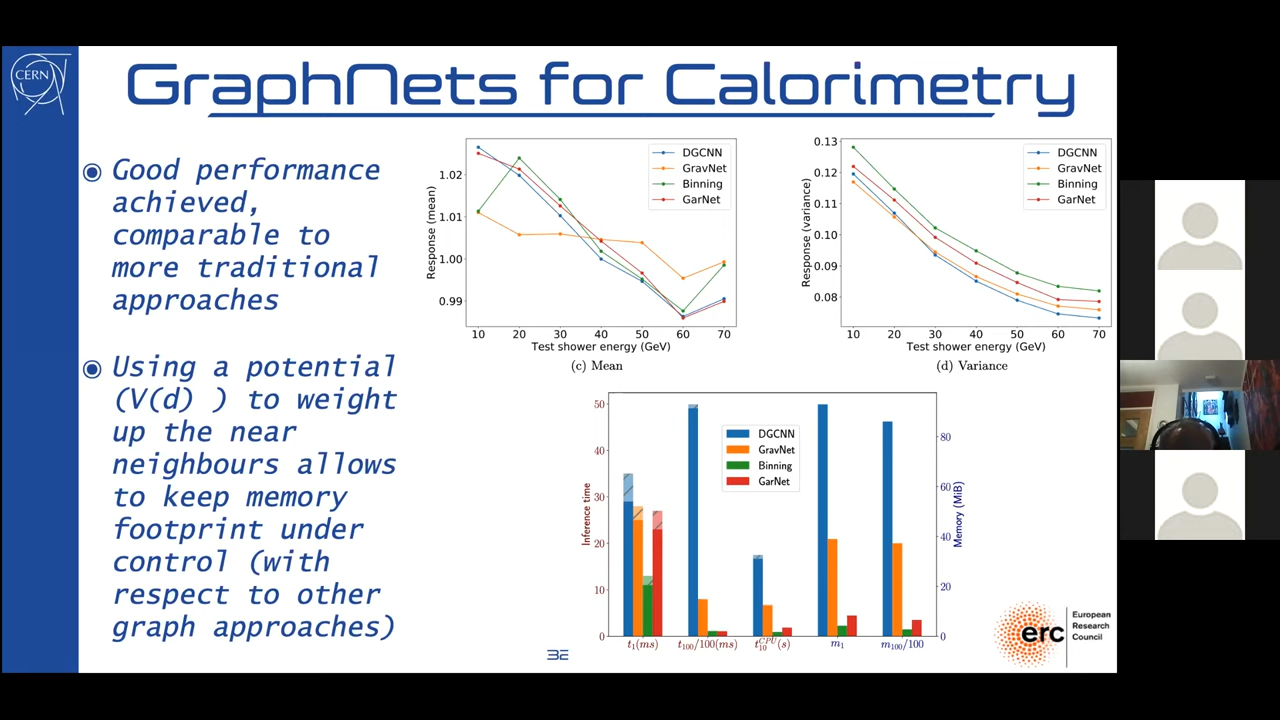 CERN
GraphNets for Calorimetry
Good performance
achieved,
comparable to
more traditional
approaches
Using a potential
(V(d) ) to weight
up the near
neighbours allows
to keep memory
footprint under
control (with
respect to other
graph approaches)
Response (mean)
1.02
1.01
1.00
0.99
DGCNN
GravNet
Binning
GarNet
10 20 30 40 50 60 70
Test shower energy (GeV)
(c) Mean
Response (variance)
0.13
0.12
0.11
0.10
0.09
0.08
DGCNN
GravNet
Binning
GarNet
10 20 30 40 50 60 70
Test shower energy (GeV)
(d) Variance
Inference time
50
40
30
20
10
0
DGCNN
GravNet
Binning
GarNet
80
60
40
20
0
Memory (MiB)
t₁(ms) t₁₀₀/100(ms) t₁₀ᶜᴾᵁ(s) m₁ m₁₀₀/100
32
erc
European
Research
Council